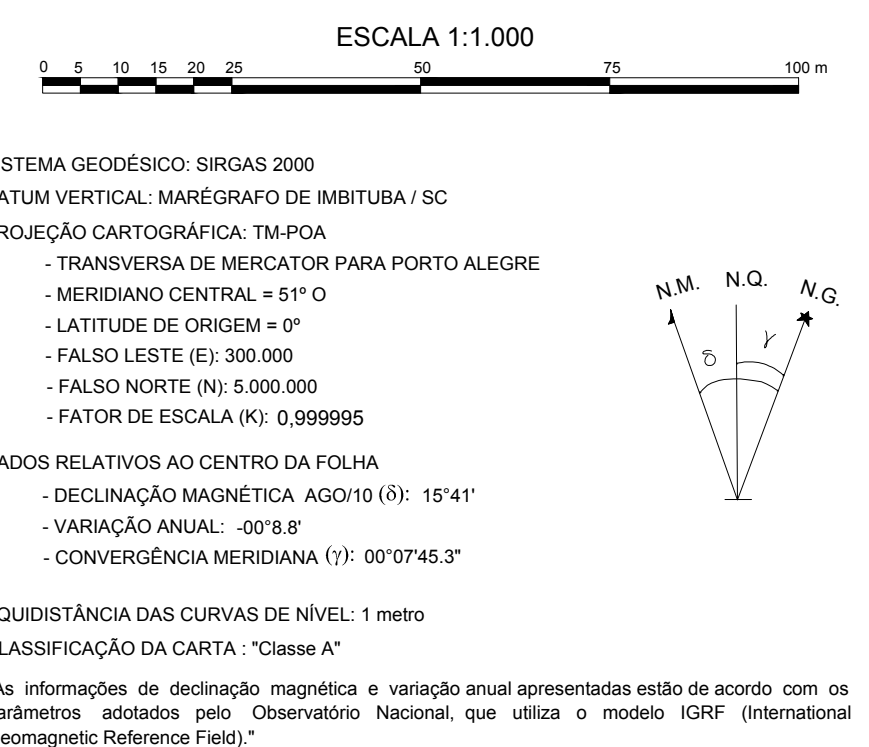 ESCALA 1:1.000
0 5 10 15 20 25 50 75 100 m
ISTEMA GEODÉSICO: SIRGAS 2000
ATUM VERTICAL: MARÉGRAFO DE IMBITUBA / SC
ROJEÇÃO CARTOGRÁFICA: TM-POA
- TRANSVERSA DE MERCATOR PARA PORTO ALEGRE
- MERIDIANO CENTRAL = 51º O
- LATITUDE DE ORIGEM = 0º
- FALSO LESTE (E): 300.000
- FALSO NORTE (N): 5.000.000
- FATOR DE ESCALA (K): 0,999995
N.M. N.Q. N.G.
δ γ
ADOS RELATIVOS AO CENTRO DA FOLHA
- DECLINAÇÃO MAGNÉTICA AGO/10 (δ): 15°41'
- VARIAÇÃO ANUAL: -00°8.8'
- CONVERGÊNCIA MERIDIANA (γ): 00°07'45.3"
QUIDISTÂNCIA DAS CURVAS DE NÍVEL: 1 metro
LASSIFICAÇÃO DA CARTA : "Classe A"
As informações de declinação magnética e variação anual apresentadas estão de acordo com os
arâmetros adotados pelo Observatório Nacional, que utiliza o modelo IGRF (International
eomagnetic Reference Field)."